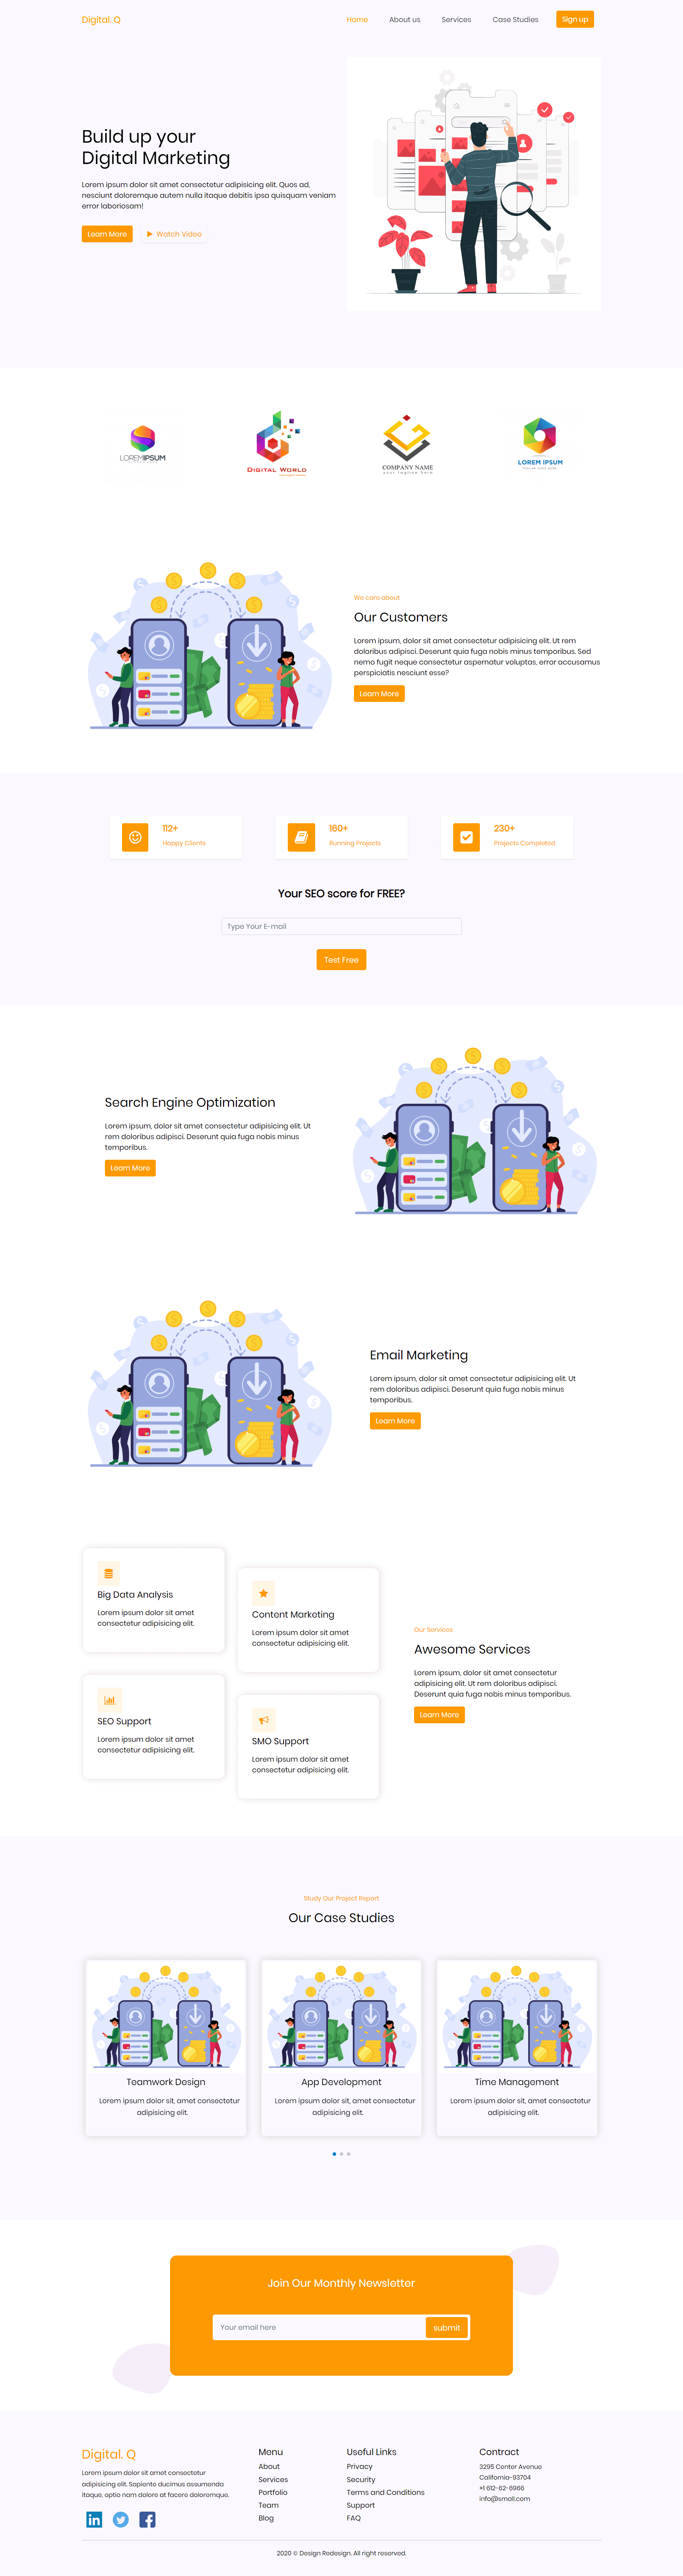 Digital. Q
Home
About us
Services
Case Studies
Sign up
Build up your
Digital Marketing
Lorem ipsum dolor sit amet consectetur adipisicing elit. Quos ad,
nesciunt doloremque autem nulla itaque debitis ipsa quisquam veniam
error laboriosam!
Learn More
Watch Video
LOREMIPSUM
DIGITAL WORLD
COMPANY NAME
your tagline here
LOREM IPSUM
We care about
Our Customers
Lorem ipsum, dolor sit amet consectetur adipisicing elit. Ut rem
doloribus adipisci. Deserunt quia fuga nobis minus temporibus. Sed
nemo fugit neque consectetur aspernatur voluptas, error accusamus
perspiciatis nesciunt esse?
Learn More
112+
Happy Clients
160+
Running Projects
230+
Projects Completed
Your SEO score for FREE?
Type Your E-mail
Test Free
Search Engine Optimization
Lorem ipsum, dolor sit amet consectetur adipisicing elit. Ut
rem doloribus adipisci. Deserunt quia fuga nobis minus
temporibus.
Learn More
Email Marketing
Lorem ipsum, dolor sit amet consectetur adipisicing elit. Ut
rem doloribus adipisci. Deserunt quia fuga nobis minus
temporibus.
Learn More
Big Data Analysis
Lorem ipsum dolor sit amet
consectetur adipisicing elit.
Content Marketing
Lorem ipsum dolor sit amet
consectetur adipisicing elit.
SEO Support
Lorem ipsum dolor sit amet
consectetur adipisicing elit.
SMO Support
Lorem ipsum dolor sit amet
consectetur adipisicing elit.
Our Services
Awesome Services
Lorem ipsum, dolor sit amet consectetur
adipisicing elit. Ut rem doloribus adipisci.
Deserunt quia fuga nobis minus temporibus.
Learn More
Study Our Project Report
Our Case Studies
Teamwork Design
Lorem ipsum dolor sit, amet consectetur
adipisicing elit.
App Development
Lorem ipsum dolor sit, amet consectetur
adipisicing elit.
Time Management
Lorem ipsum dolor sit, amet consectetur
adipisicing elit.
Join Our Monthly Newsletter
Your email here
submit
Digital. Q
Lorem ipsum dolor sit amet consectetur
adipisicing elit. Sapiente ducimus assumenda
itaque, optio nam dolore at facere doloremque.
Menu
About
Services
Portfolio
Team
Blog
Useful Links
Privacy
Security
Terms and Conditions
Support
FAQ
Contract
3295 Center Avenue
California-93704
+1 612-62-6966
info@smail.com
2020 © Design Redesign, All right reserved.